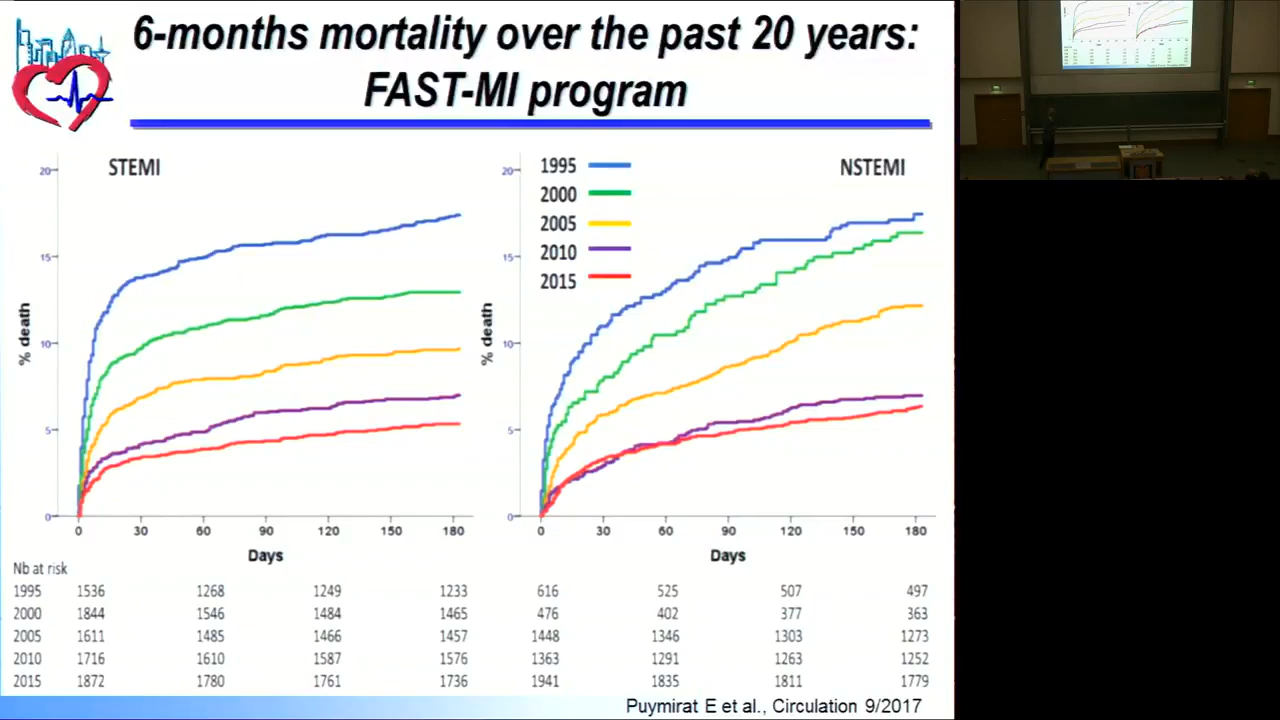 6-months mortality over the past 20 years:
FAST-MI program
STEMI
20
15
10
5
0
% death
0 30 60 90 120 150 180
Days
1995
2000
2005
2010
2015
NSTEMI
20
15
10
5
0
% death
0 30 60 90 120 150 180
Days
Nb at risk
1995 1536 1268 1249 1233 616 525 507 497
2000 1844 1546 1484 1465 476 402 377 363
2005 1611 1485 1466 1457 1448 1346 1303 1273
2010 1716 1610 1587 1576 1363 1291 1263 1252
2015 1872 1780 1761 1736 1941 1835 1811 1779
Puymirat E et al., Circulation 9/2017